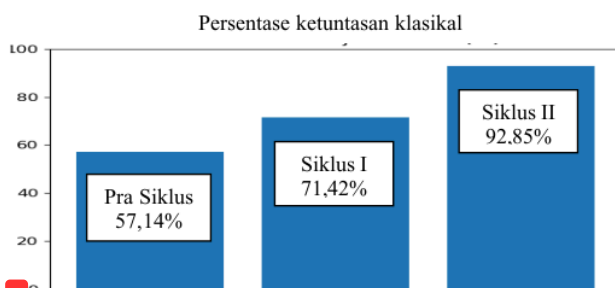 Persentase ketuntasan klasikal
100
80
60
40
20
0
Pra Siklus
57,14%
Siklus I
71,42%
Siklus II
92,85%